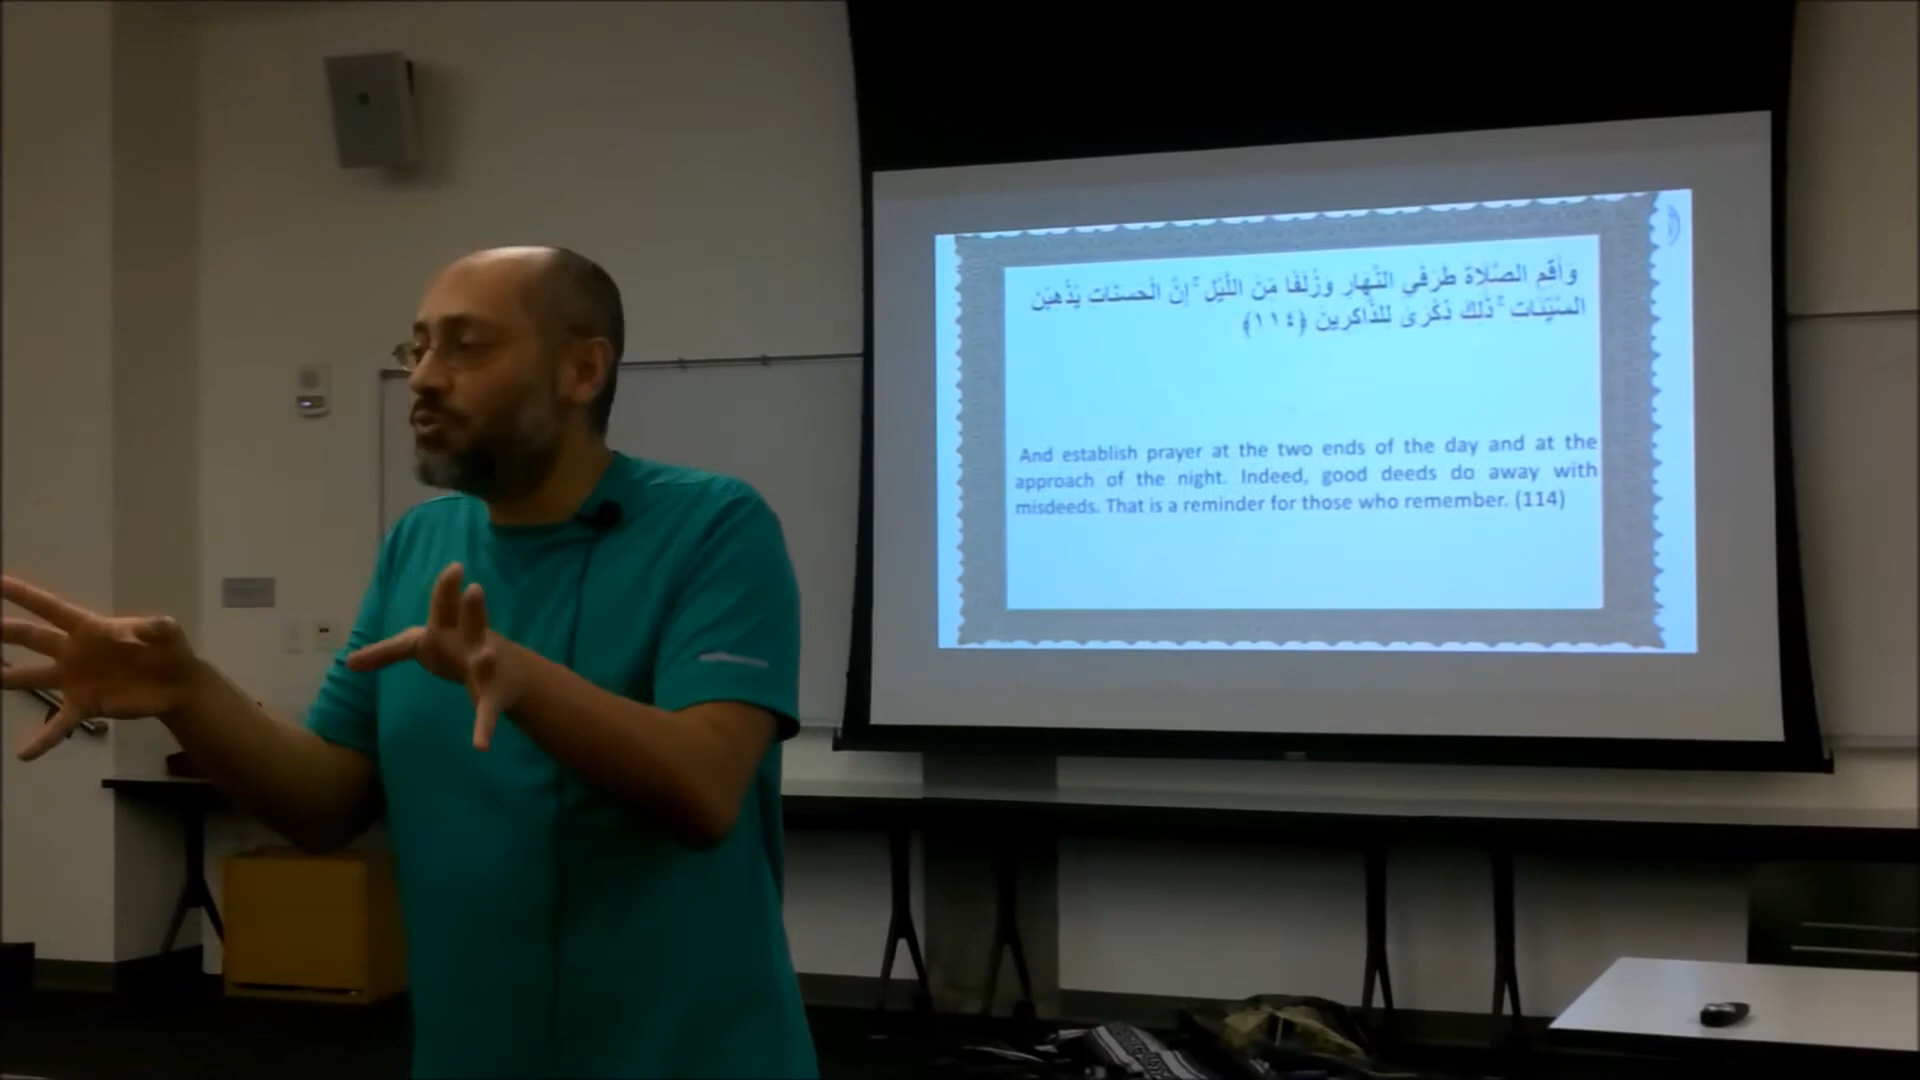 وَأَقِمِ الصَّلَاةَ طَرَفَيِ النَّهَارِ وَزُلَفًا مِّنَ اللَّيْلِ ۚ إِنَّ الْحَسَنَاتِ يُذْهِبْنَ
السَّيِّئَاتِ ۚ ذَٰلِكَ ذِكْرَىٰ لِلذَّاكِرِينَ ﴿١١٤﴾
And establish prayer at the two ends of the day and at the
approach of the night. Indeed, good deeds do away with
misdeeds. That is a reminder for those who remember. (114)